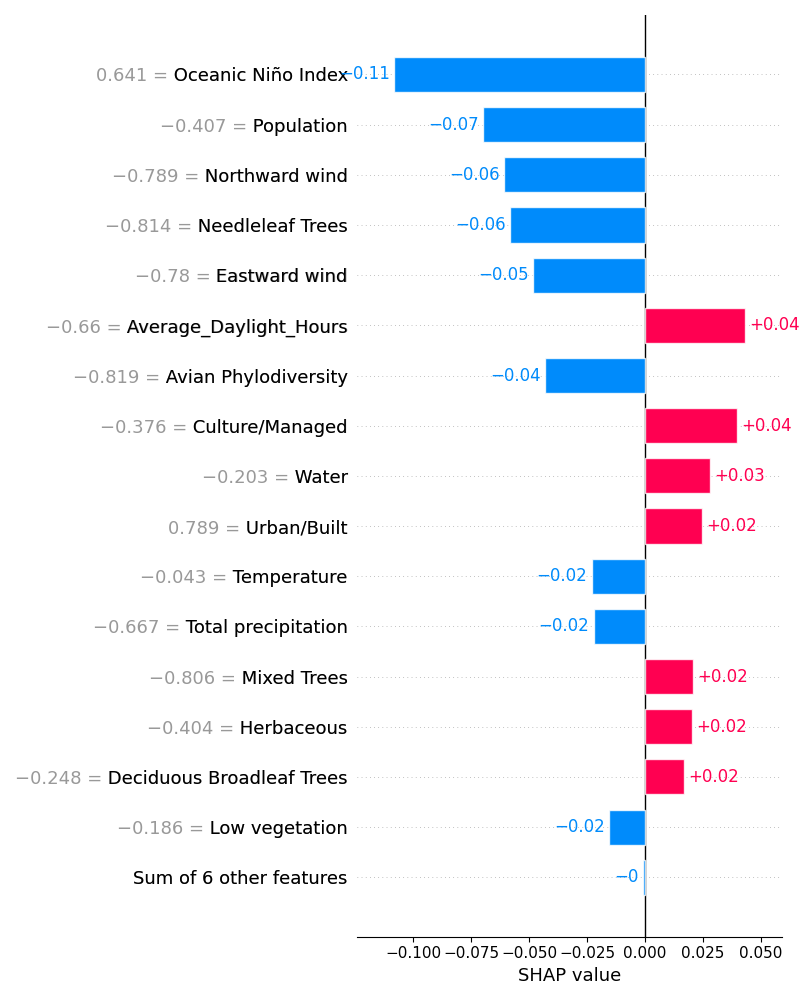 0.641 = Oceanic Niño Index −0.11
−0.407 = Population −0.07
−0.789 = Northward wind −0.06
−0.814 = Needleleaf Trees −0.06
−0.78 = Eastward wind −0.05
−0.66 = Average_Daylight_Hours +0.04
−0.819 = Avian Phylodiversity −0.04
−0.376 = Culture/Managed +0.04
−0.203 = Water +0.03
0.789 = Urban/Built +0.02
−0.043 = Temperature −0.02
−0.667 = Total precipitation −0.02
−0.806 = Mixed Trees +0.02
−0.404 = Herbaceous +0.02
−0.248 = Deciduous Broadleaf Trees +0.02
−0.186 = Low vegetation −0.02
Sum of 6 other features −0
−0.100 −0.075 −0.050 −0.025 0.000 0.025 0.050
SHAP value